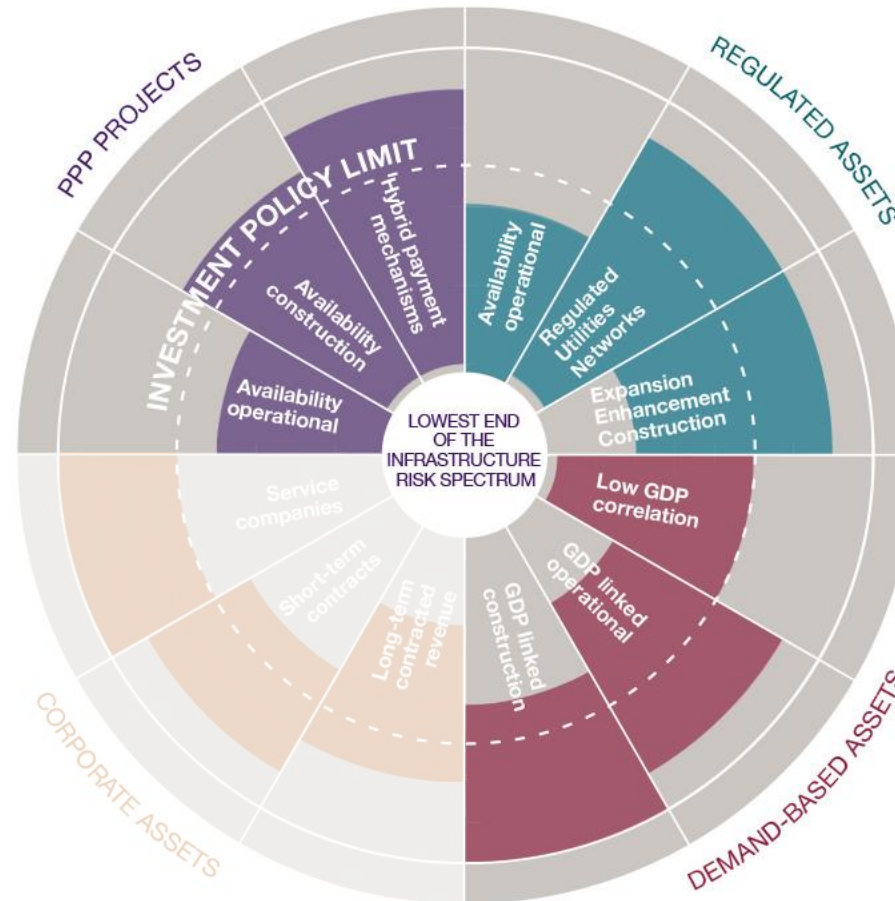 PPP PROJECTS
REGULATED ASSETS
INVESTMENT POLICY LIMIT
Hybrid payment
mechanisms
Availability
construction
Availability
operational
Availability
operational
Regulated
Utilities
Networks
Expansion
Enhancement
Construction
LOWEST END
OF THE
INFRASTRUCTURE
RISK SPECTRUM
Low GDP
correlation
GDP linked
operational
GDP linked
construction
Service
companies
Short-term
contracts
Long-term
contracted
revenue
CORPORATE ASSETS
DEMAND-BASED ASSETS